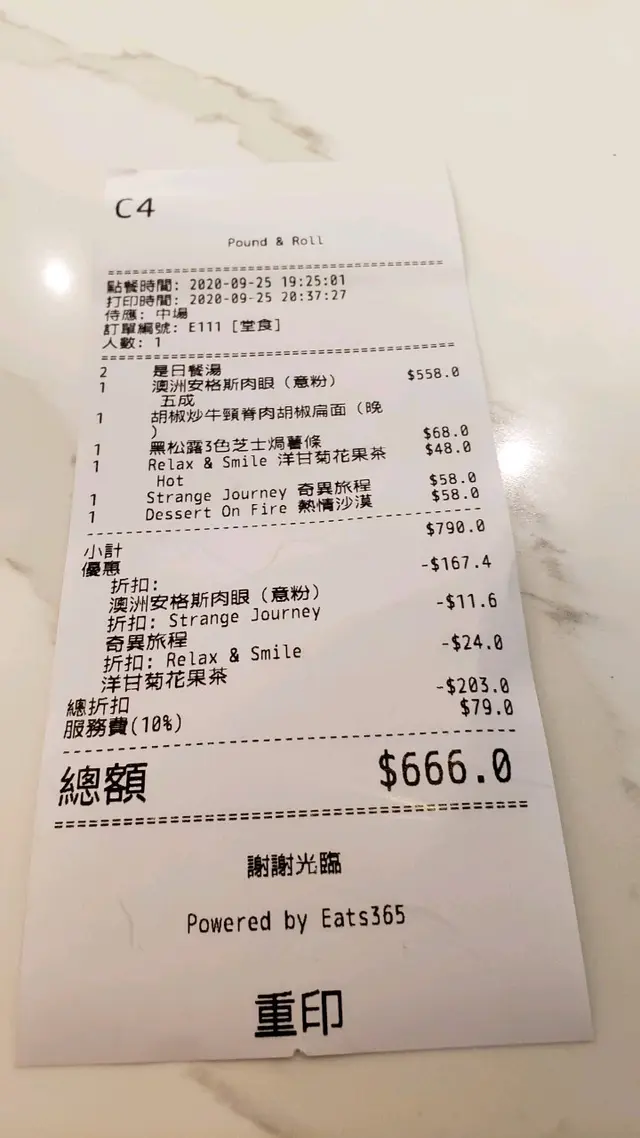 C4
Pound & Roll
點餐時間: 2020-09-25 19:25:01
打印時間: 2020-09-25 20:37:27
侍應: 中場
訂單編號: E111 [堂食]
人數: 1
2 是日餐湯
1 澳洲安格斯肉眼 (意粉) $558.0
五成
1 胡椒炒牛頸脊肉胡椒扁面 (晚
)
1 黑松露3色芝士焗薯條 $68.0
1 Relax & Smile 洋甘菊花果茶 $48.0
Hot
1 Strange Journey 奇異旅程 $58.0
1 Dessert On Fire 熱情沙漠 $58.0
小計 $790.0
優惠
折扣: -$167.4
澳洲安格斯肉眼 (意粉)
折扣: Strange Journey -$11.6
奇異旅程
折扣: Relax & Smile -$24.0
洋甘菊花果茶
總折扣 -$203.0
服務費(10%) $79.0
總額 $666.0
謝謝光臨
Powered by Eats365
重印